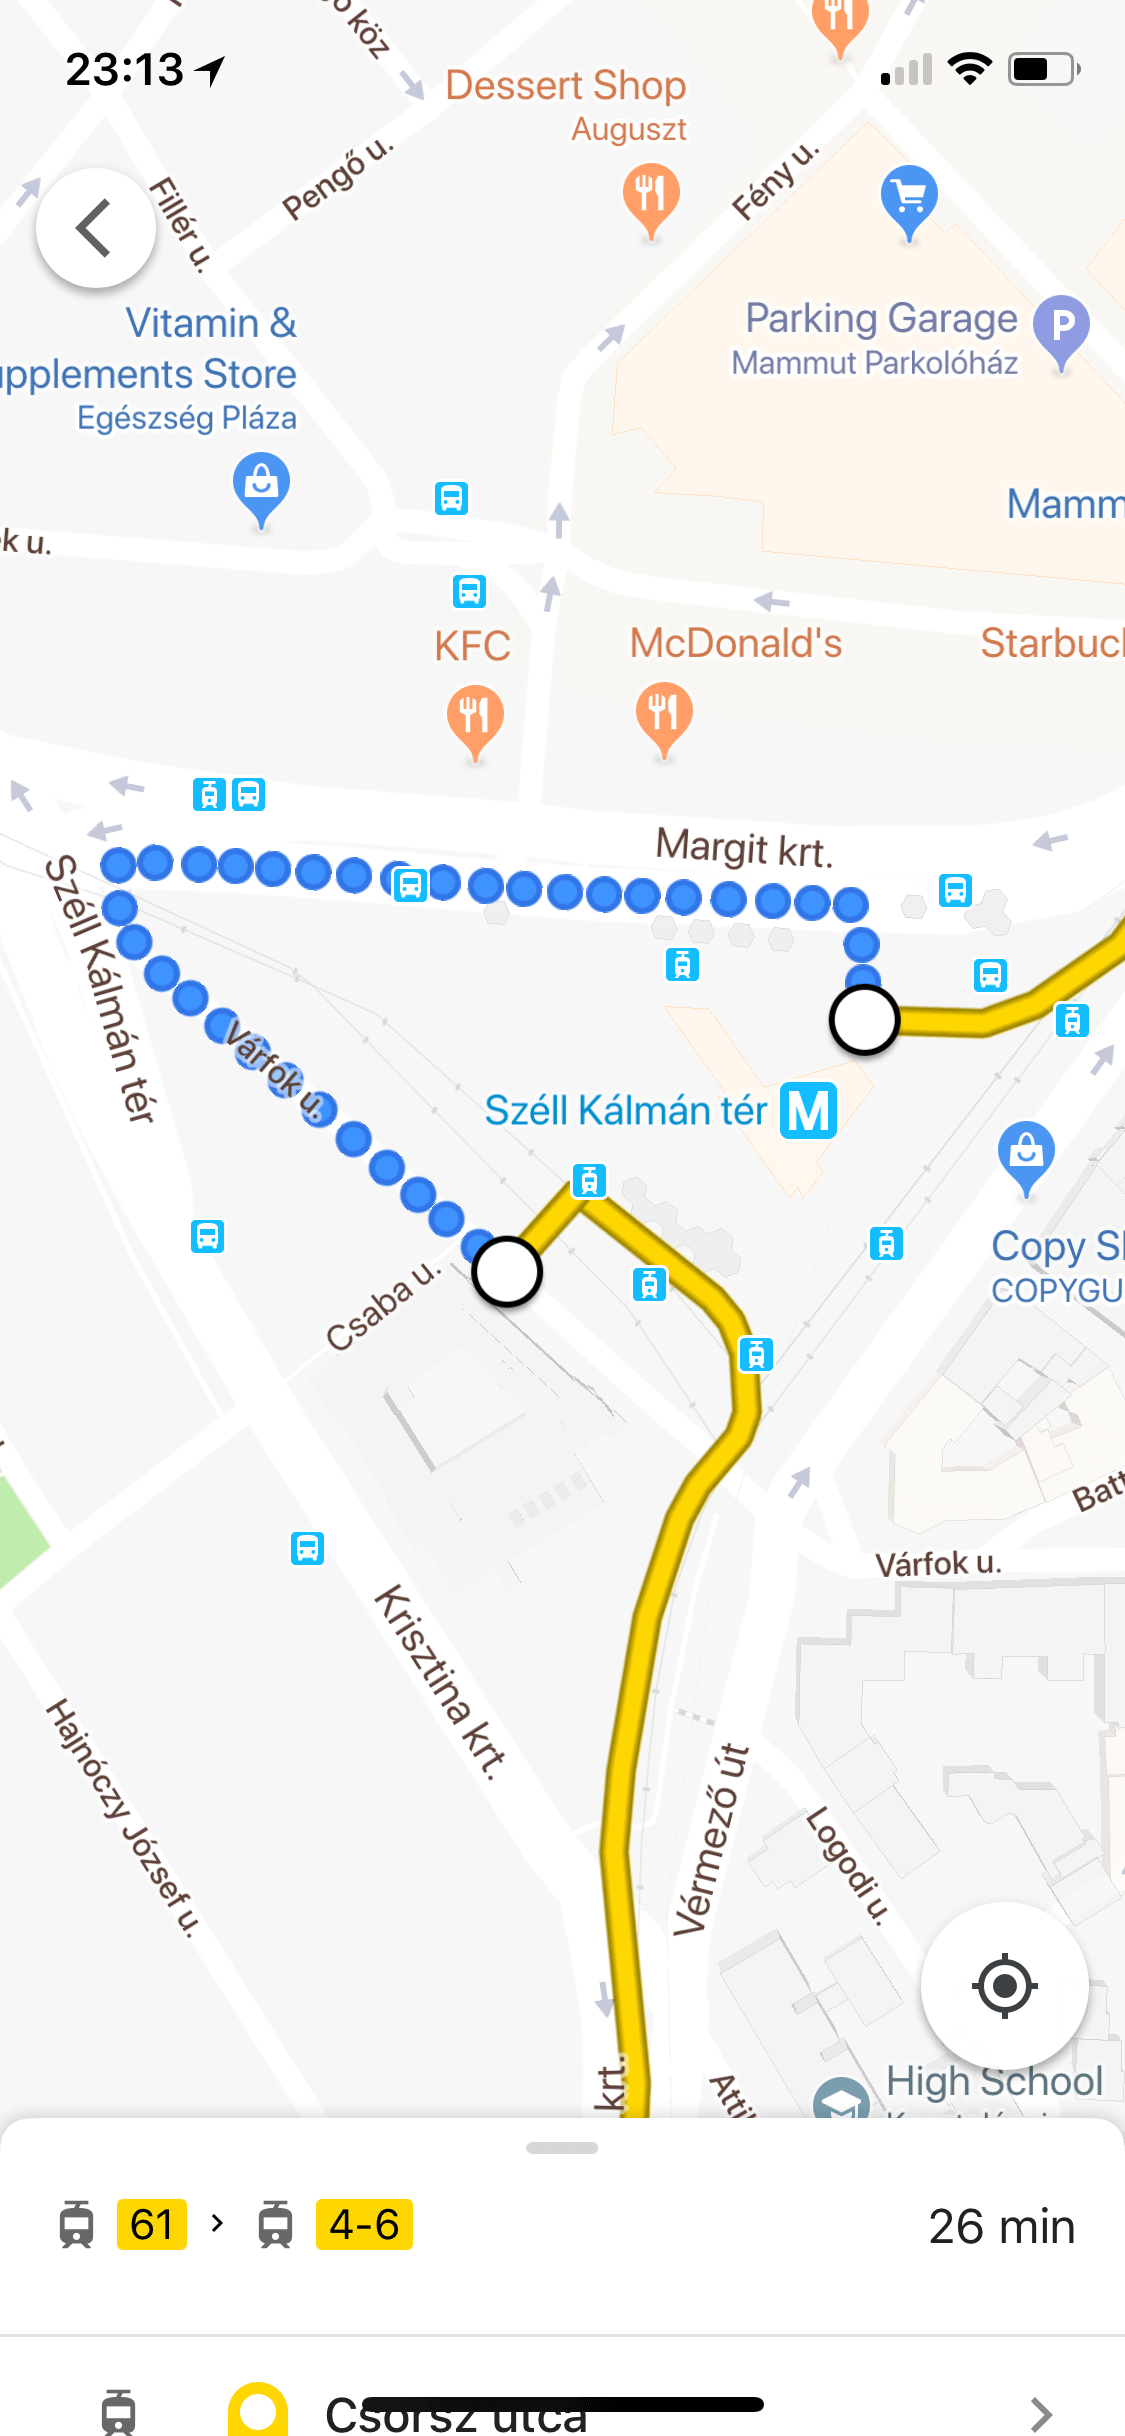 23:13
köz
Dessert Shop
Auguszt
Pengő u.
Fillér u.
Fény u.
Vitamin &
upplements Store
Egészség Pláza
Parking Garage
Mammut Parkolóház
P
Mamm
k u.
KFC
McDonald's
Starbuc
Margit krt.
Széll Kálmán tér
Várfok u.
Széll Kálmán tér M
Csaba u.
Copy S
COPYGU
Batt
Várfok u.
Krisztina krt.
Hajnóczy József u.
Vérmező út
Logodi u.
krt.
Atti
High School
61 > 4-6
26 min
Csörsz utca